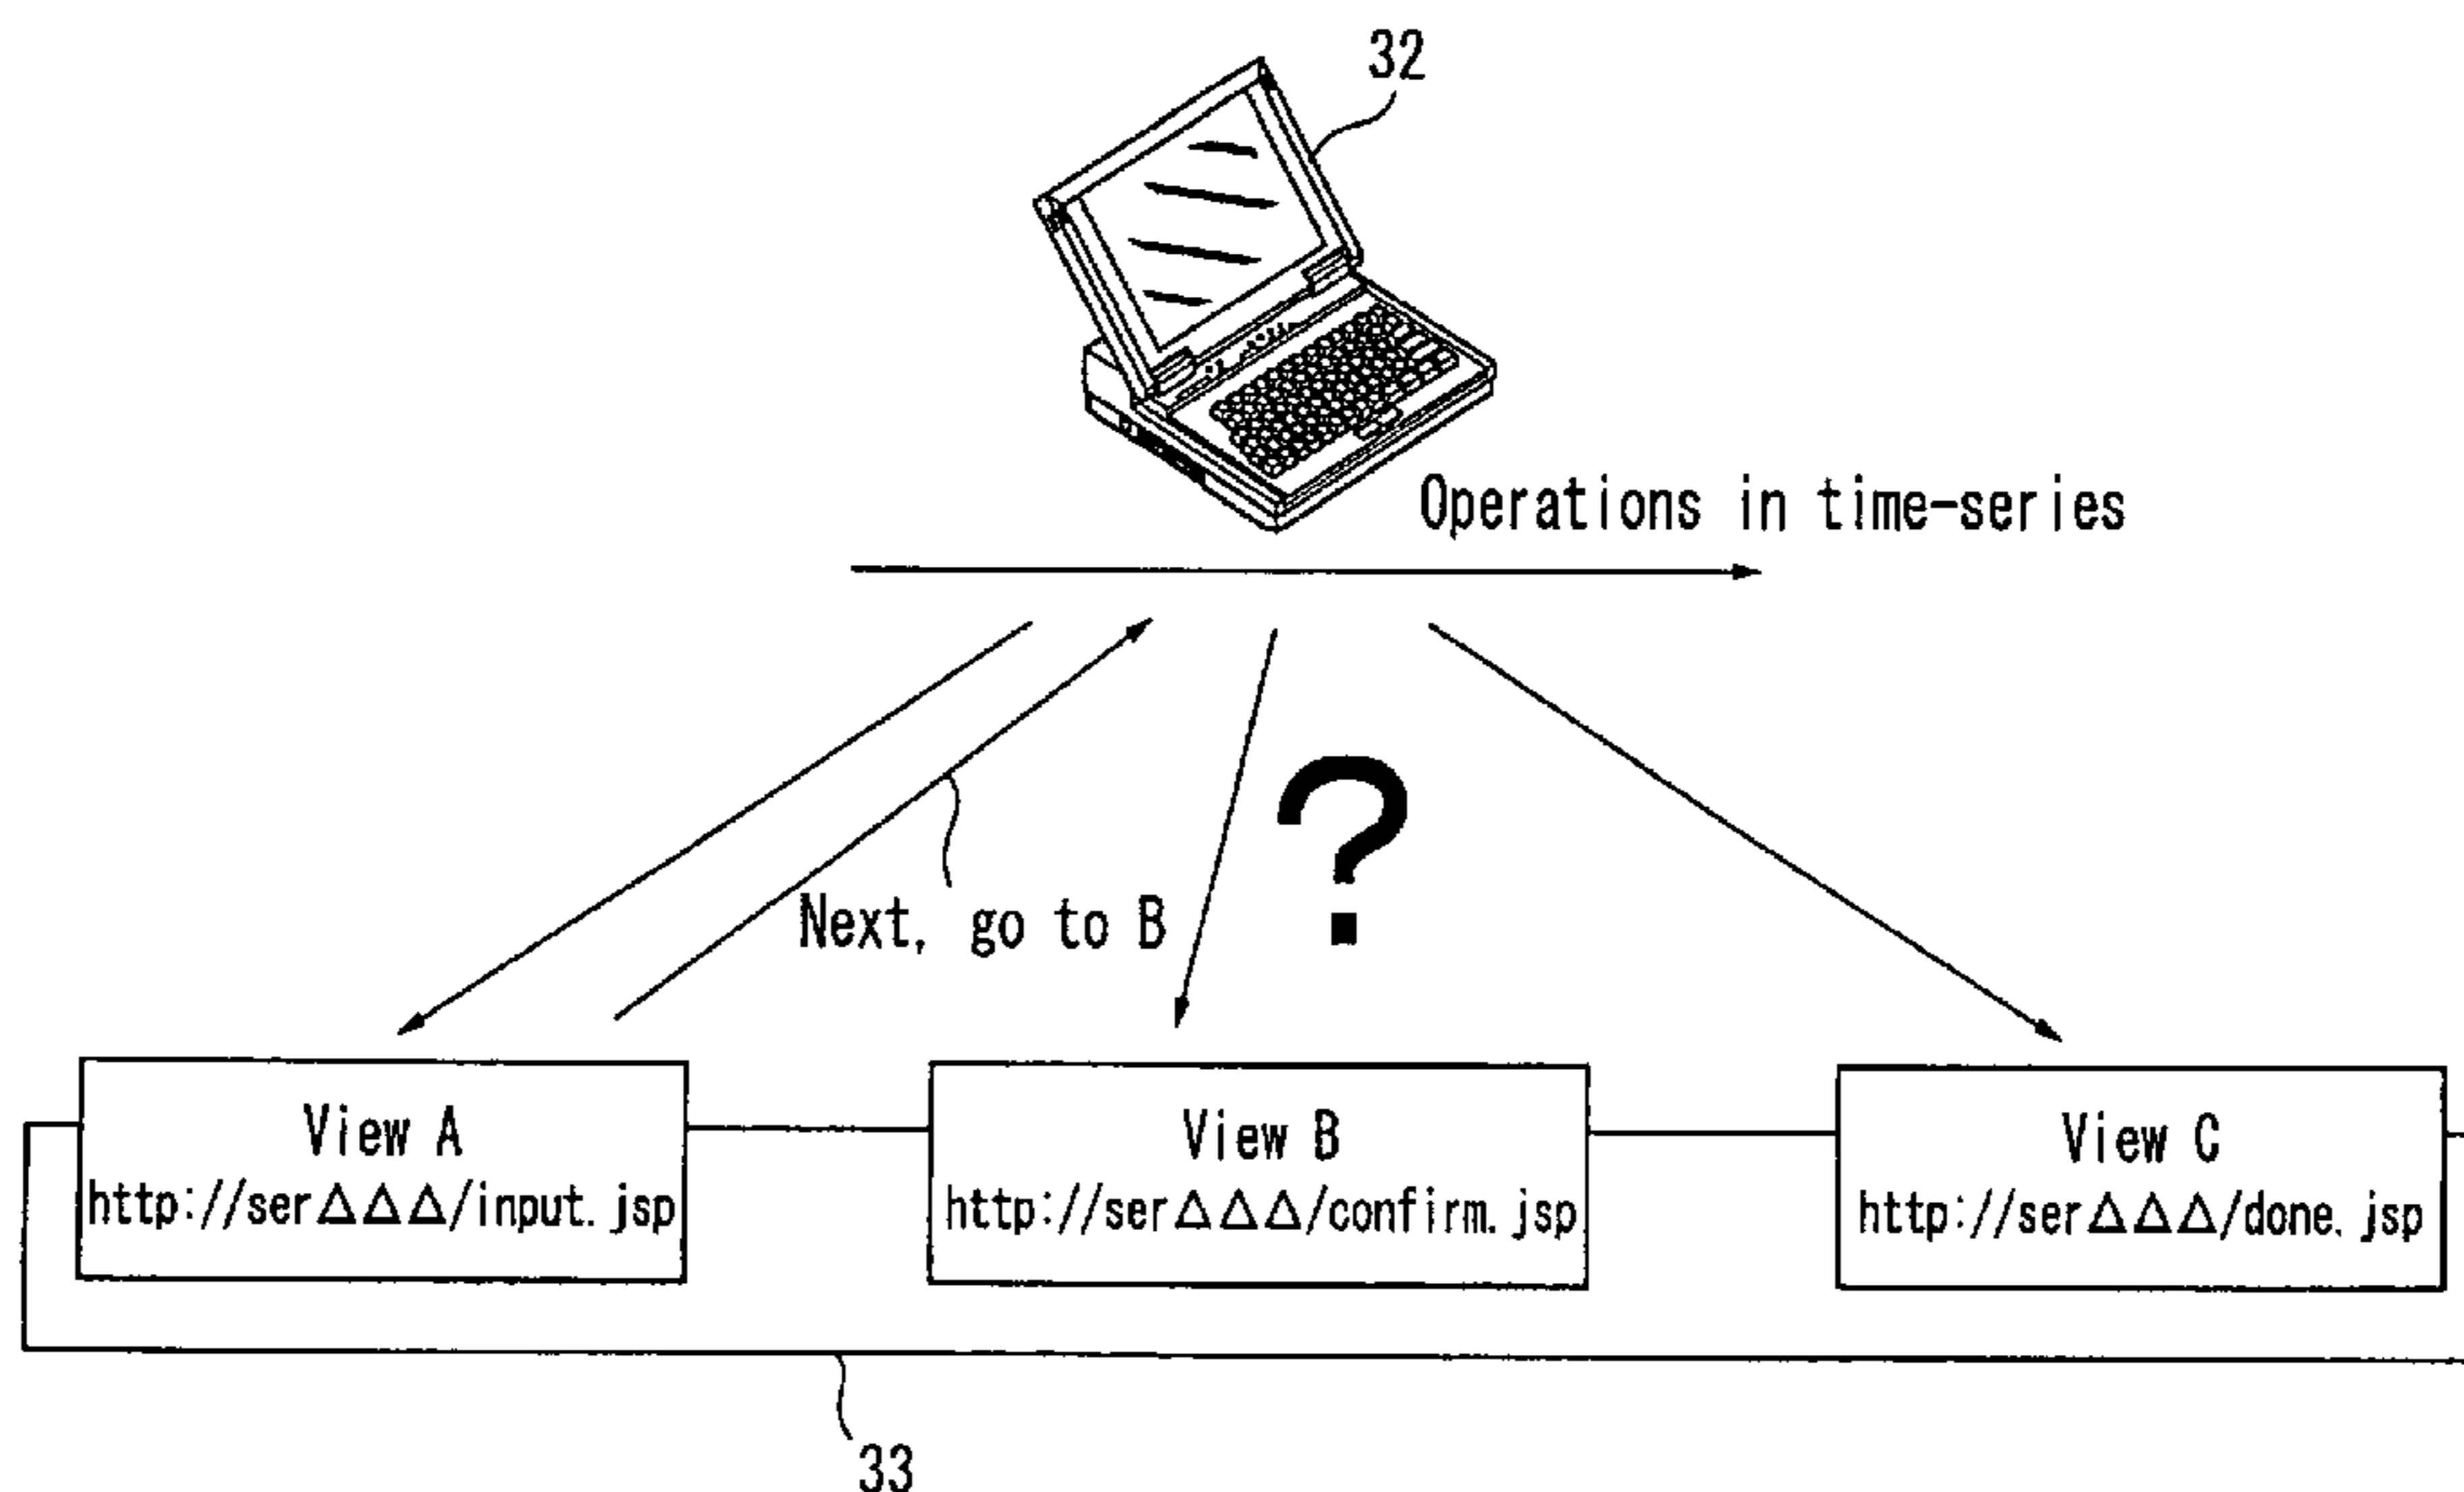 32
Operations in time-series
?
Next, go to B
View A
http://ser△△△/input.jsp
View B
http://ser△△△/confirm.jsp
View C
http://ser△△△/done.jsp
33